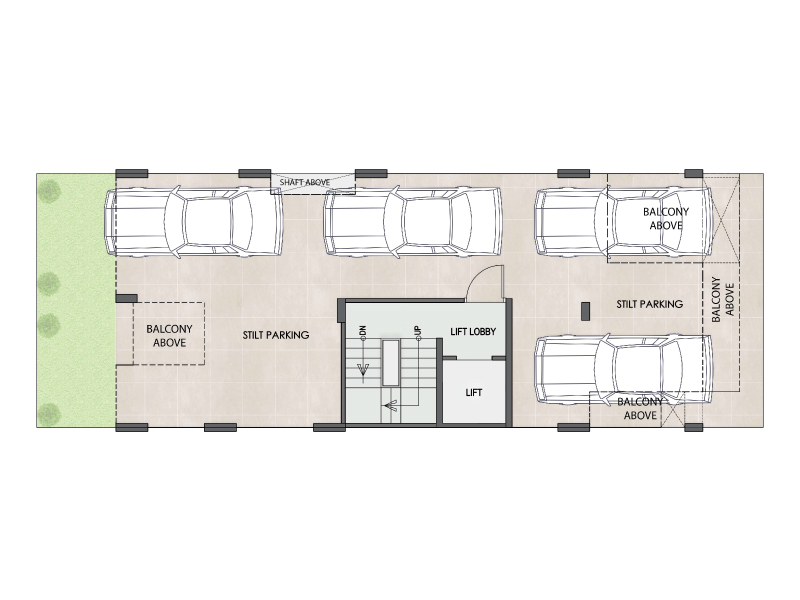 SHAFT ABOVE
BALCONY
ABOVE
BALCONY
ABOVE
STILT PARKING
BALCONY
ABOVE
STILT PARKING
DN
UP
LIFT LOBBY
LIFT
BALCONY
ABOVE